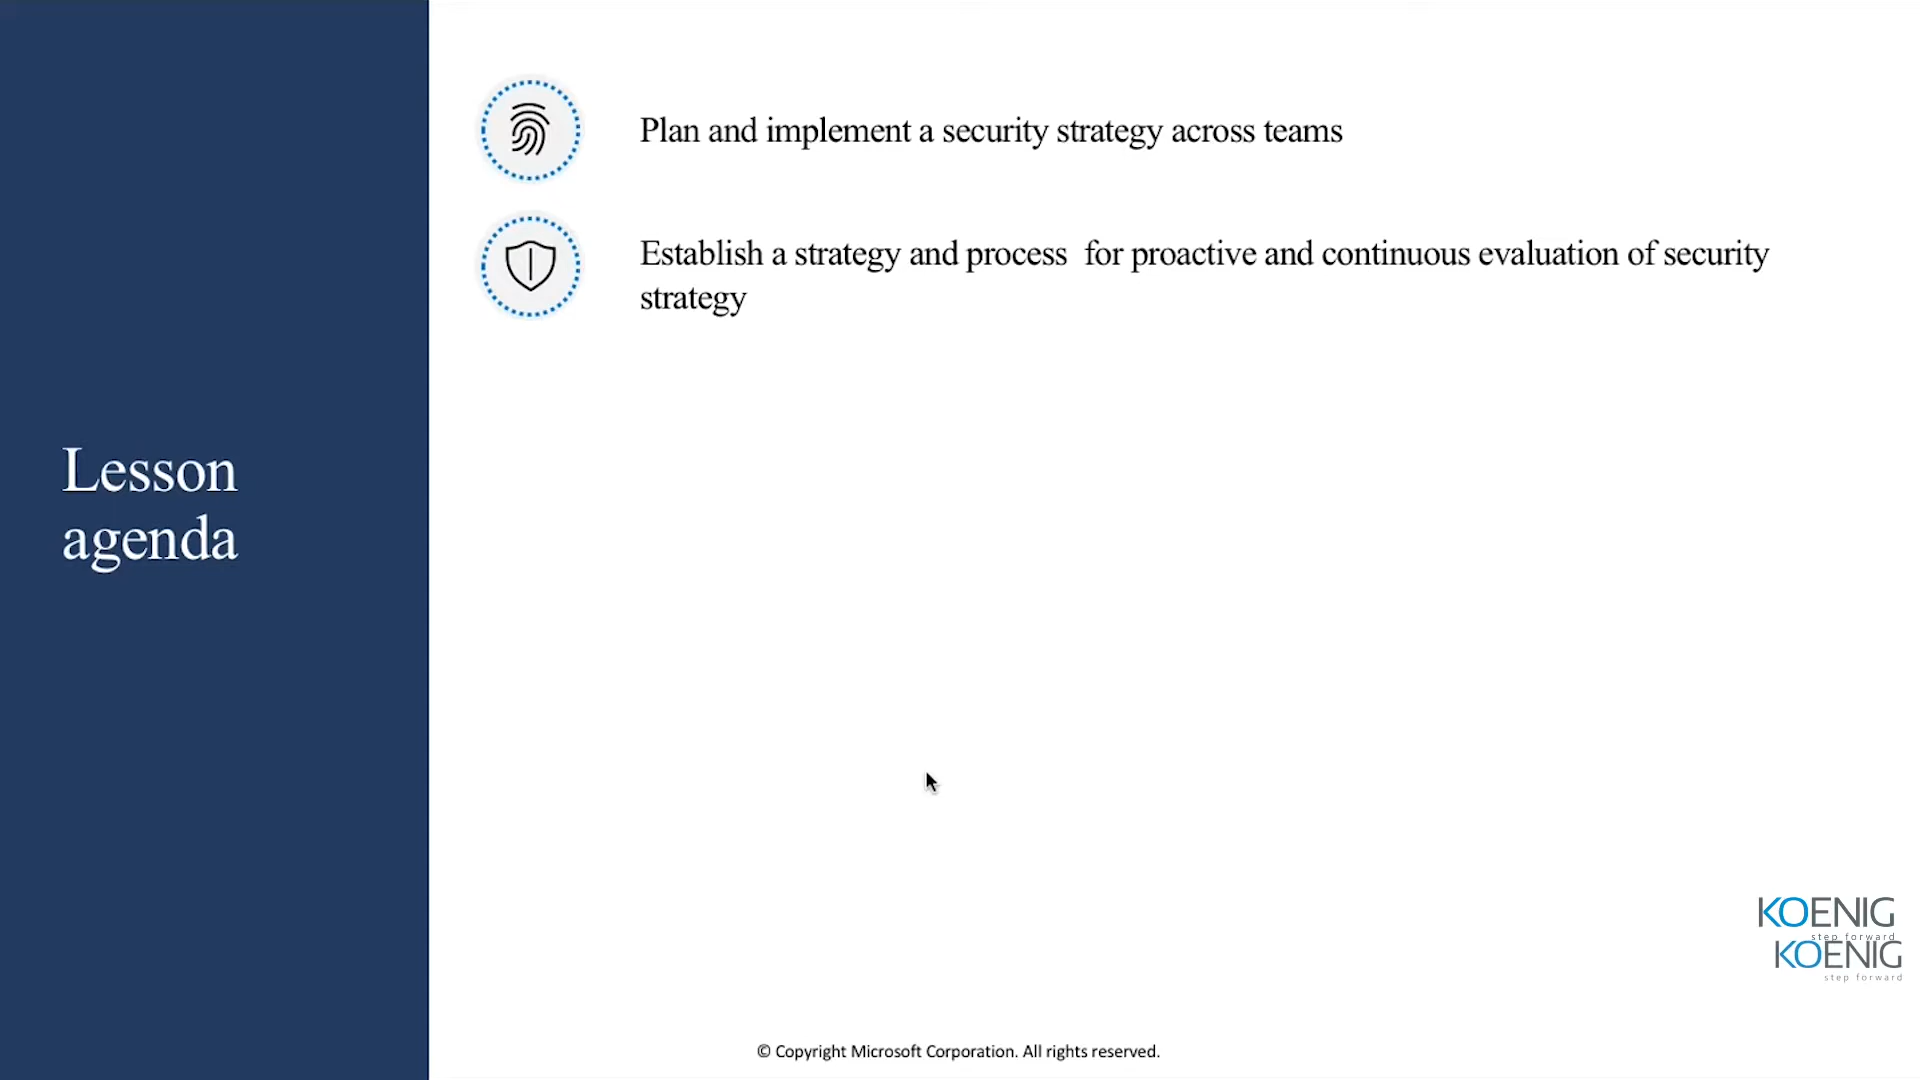 Lesson
agenda
Plan and implement a security strategy across teams
Establish a strategy and process  for proactive and continuous evaluation of security
strategy
KOENIG
step forward
KOENIG
step forward
© Copyright Microsoft Corporation. All rights reserved.